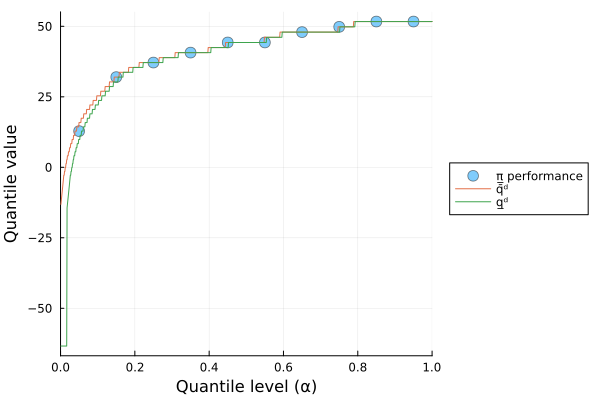 50
25
0
−25
−50
0.0 0.2 0.4 0.6 0.8 1.0
Quantile value
Quantile level (α)
π performance
q̄ᵈ
q̲ᵈ